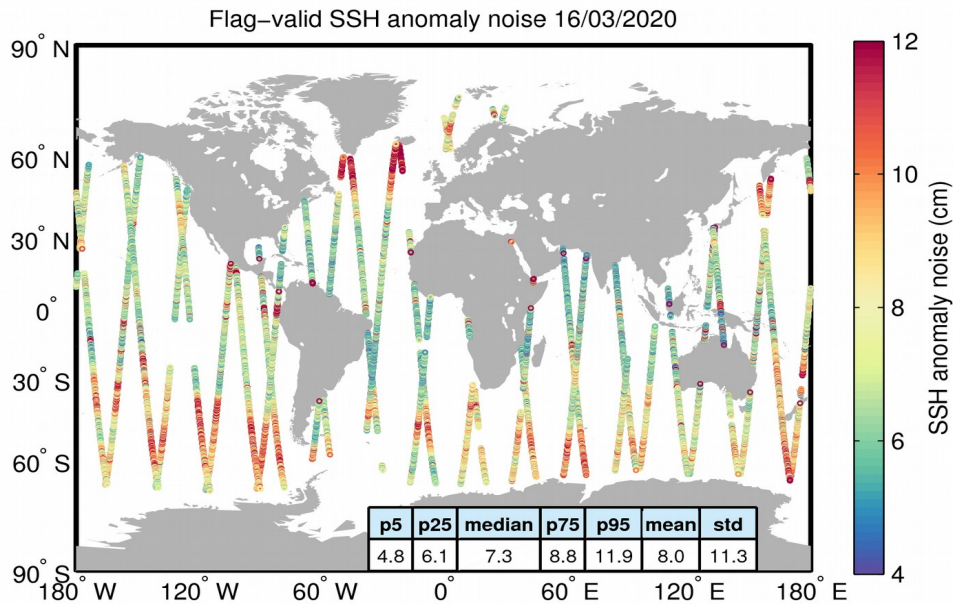 Flag−valid SSH anomaly noise 16/03/2020
90° N
60° N
30° N
0°
30° S
60° S
90° S
180° W
120° W
60° W
0°
60° E
120° E
180° E
p5 p25 median p75 p95 mean std
4.8 6.1 7.3 8.8 11.9 8.0 11.3
12
10
8
6
4
SSH anomaly noise (cm)